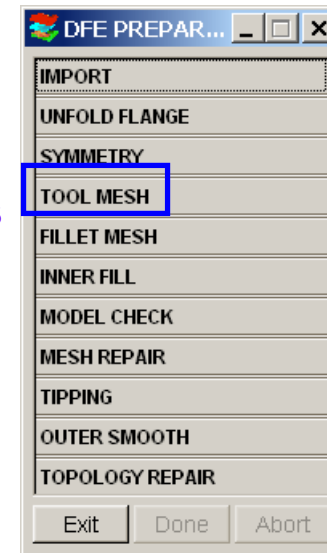 DFE PREPAR...
IMPORT
UNFOLD FLANGE
SYMMETRY
TOOL MESH
FILLET MESH
INNER FILL
MODEL CHECK
MESH REPAIR
TIPPING
OUTER SMOOTH
TOPOLOGY REPAIR
Exit Done Abort